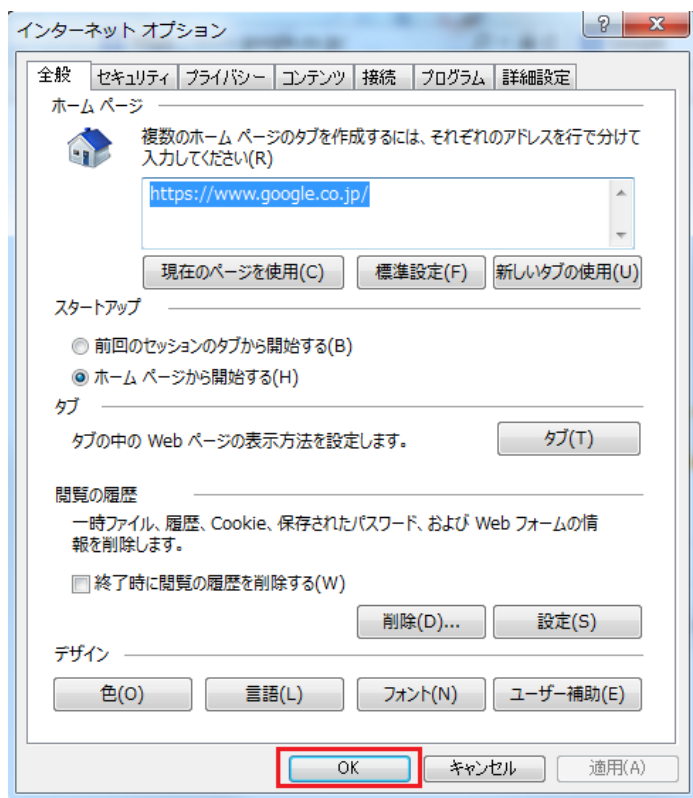 インターネット オプション
全般 セキュリティ プライバシー コンテンツ 接続 プログラム 詳細設定
ホーム ページ
複数のホーム ページのタブを作成するには、それぞれのアドレスを行で分けて
入力してください(R)
https://www.google.co.jp/
現在のページを使用(C) 標準設定(F) 新しいタブの使用(U)
スタートアップ
前回のセッションのタブから開始する(B)
ホーム ページから開始する(H)
タブ
タブの中の Web ページの表示方法を設定します。 タブ(T)
閲覧の履歴
一時ファイル、履歴、Cookie、保存されたパスワード、および Web フォームの情
報を削除します。
終了時に閲覧の履歴を削除する(W)
削除(D)... 設定(S)
デザイン
色(O) 言語(L) フォント(N) ユーザー補助(E)
OK キャンセル 適用(A)